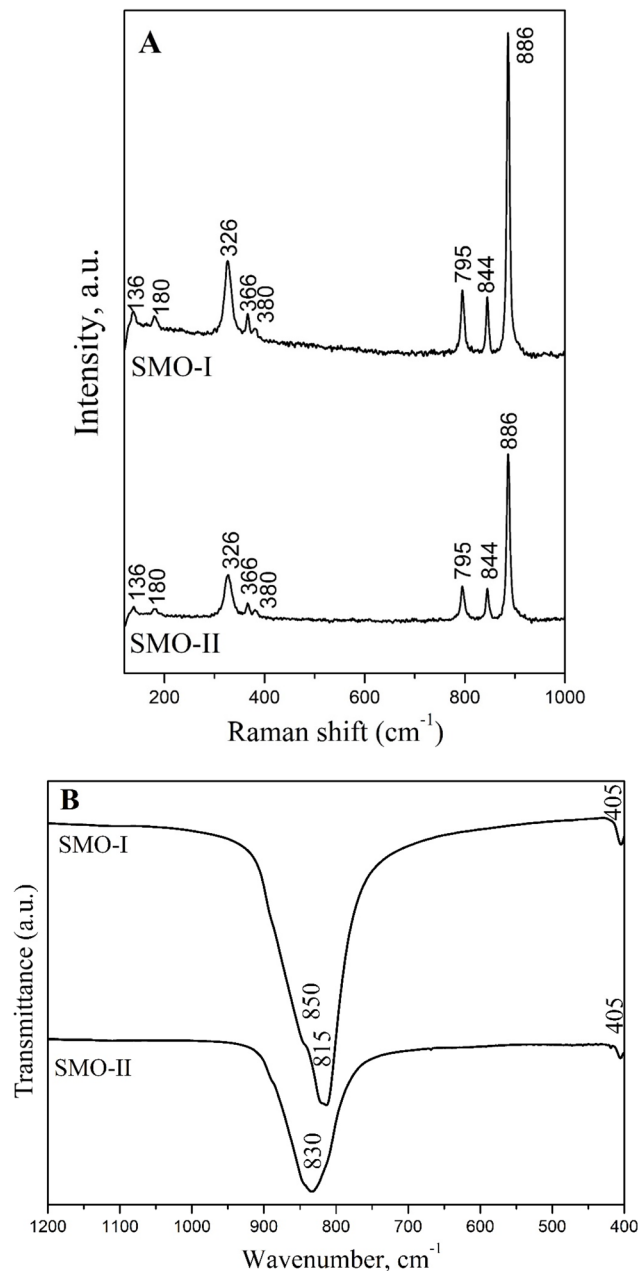 A
886
326
136
180
366
380
795
844
SMO-I
Intensity, a.u.
886
326
136
180
366
380
795
844
SMO-II
200 400 600 800 1000
Raman shift (cm-1)
B
405
SMO-I
850
815
405
SMO-II
830
Transmittance (a.u.)
1200 1100 1000 900 800 700 600 500 400
Wavenumber, cm-1